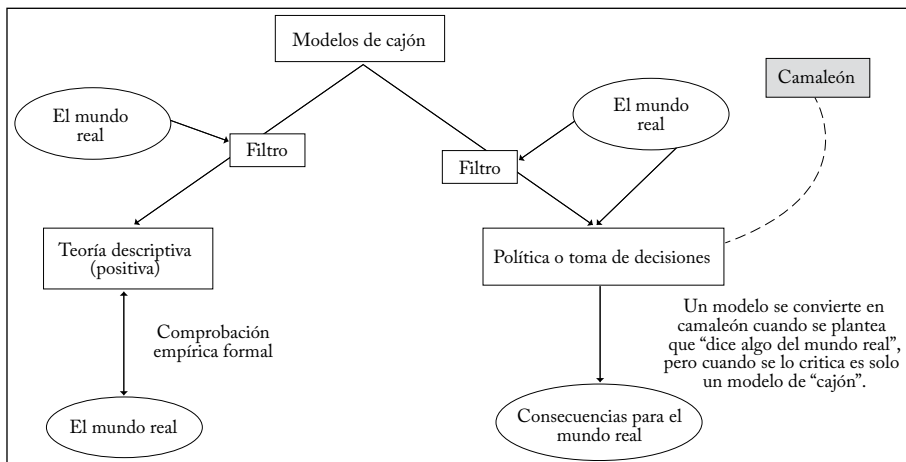 Modelos de cajón
Camaleón
El mundo
real
Filtro
El mundo
real
Filtro
Teoría descriptiva
(positiva)
Política o toma de decisiones
Comprobación
empírica formal
Un modelo se convierte en
camaleón cuando se plantea
que “dice algo del mundo real”,
pero cuando se lo critica es solo
un modelo de “cajón”.
El mundo real
Consecuencias para el
mundo real